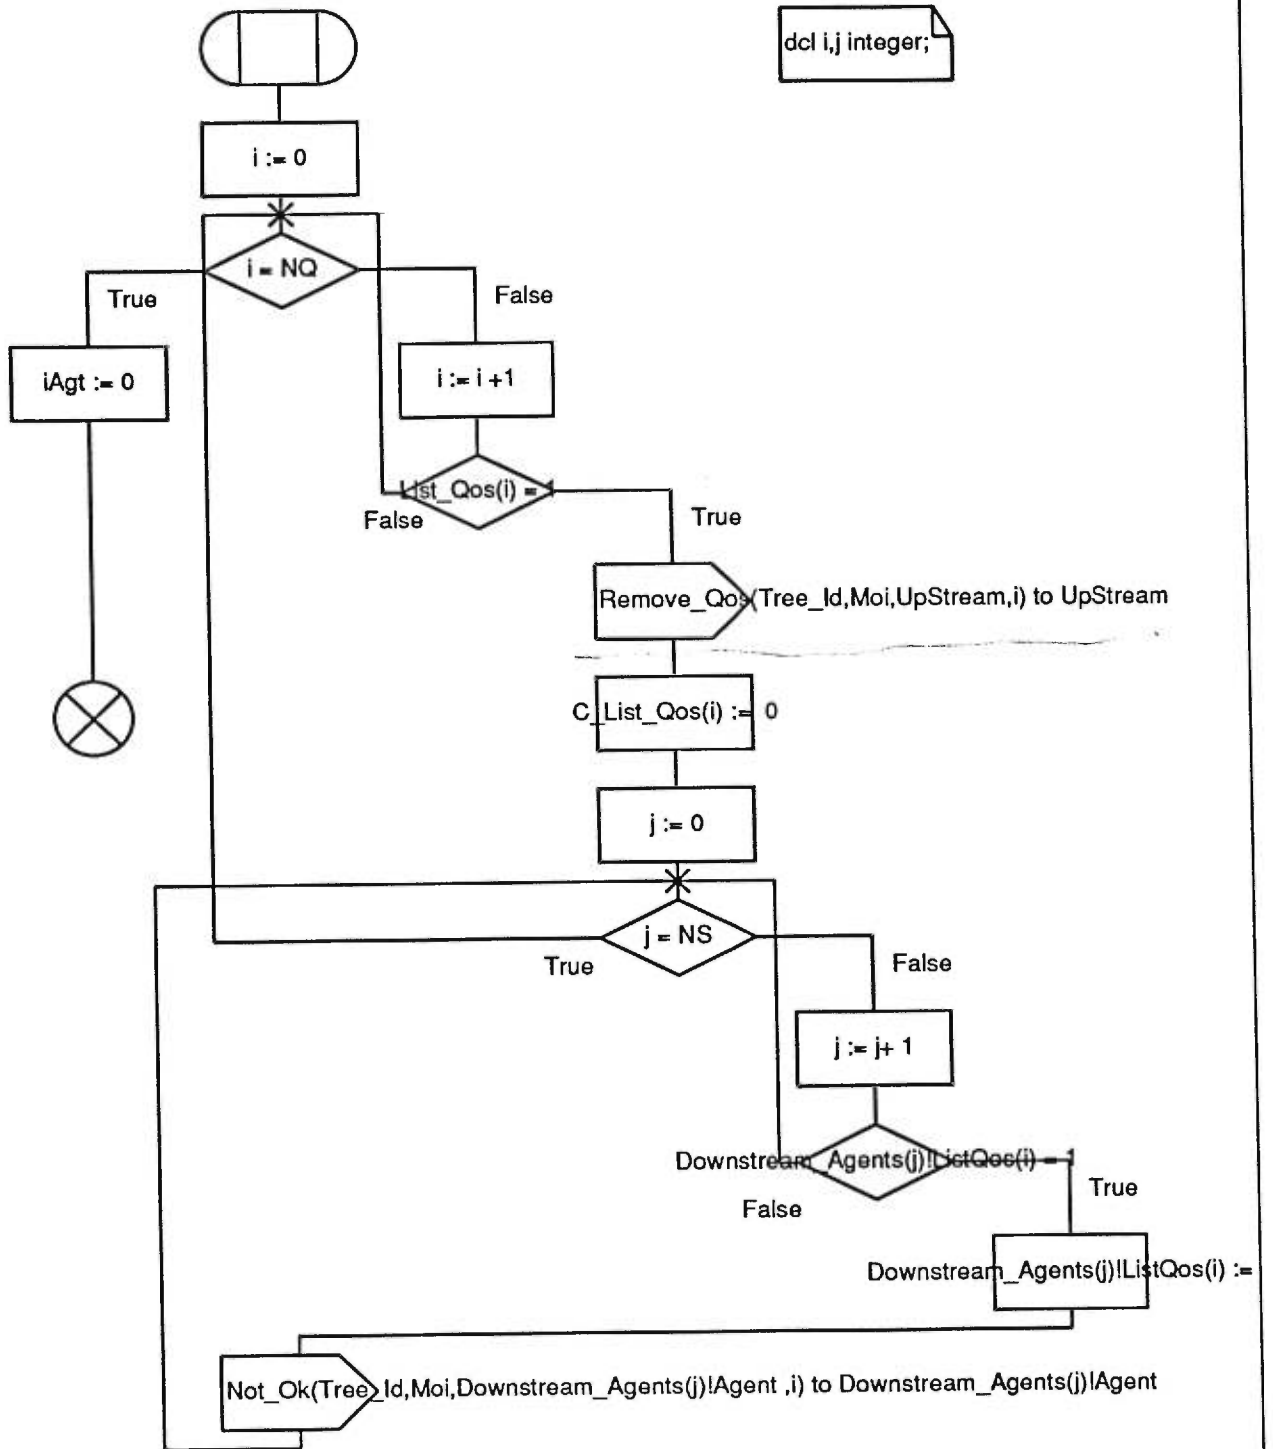 dcl i,j integer;
i := 0
i = NQ
True
False
iAgt := 0
i := i +1
List_Qos(i) = 1
False
True
Remove_Qos(Tree_Id,Moi,UpStream,i) to UpStream
C_List_Qos(i) := 0
j := 0
j = NS
True
False
j := j+ 1
Downstream_Agents(j)!ListQos(i) = 1
False
True
Downstream_Agents(j)!ListQos(i) :=
Not_Ok(Tree_Id,Moi,Downstream_Agents(j)!Agent ,i) to Downstream_Agents(j)!Agent